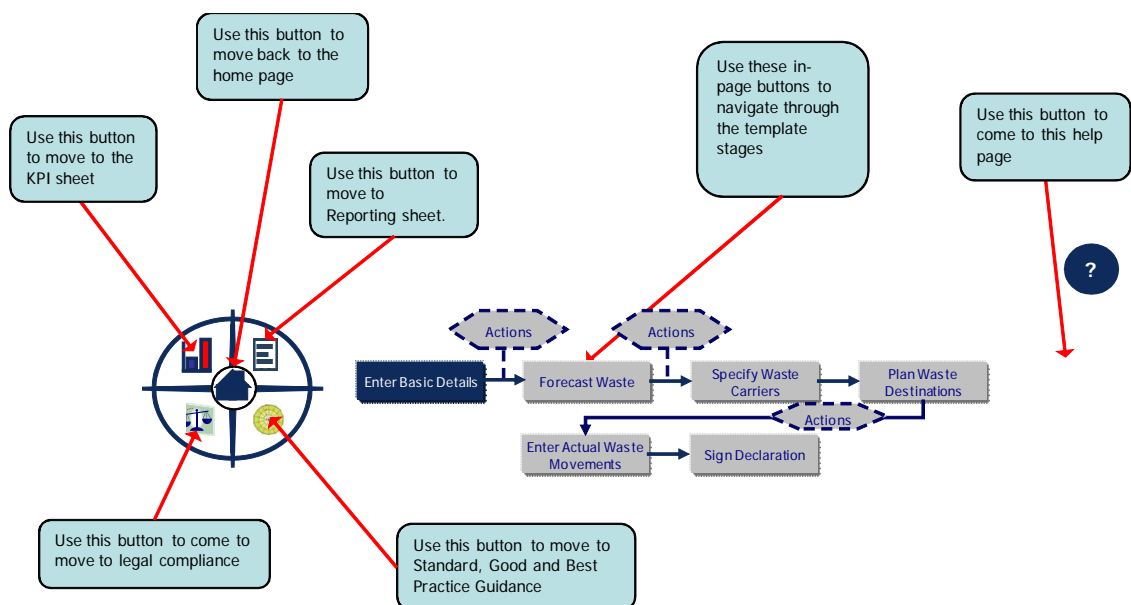 Use this button to
move back to the
home page
Use these in-
page buttons to
navigate through
the template
stages
Use this button to
come to this help
page
Use this button
to move to the
KPI sheet
Use this button to
move to
Reporting sheet.
?
Actions
Actions
Enter Basic Details
Forecast Waste
Specify Waste
Carriers
Plan Waste
Destinations
Actions
Enter Actual Waste
Movements
Sign Declaration
Use this button to come to
move to legal compliance
Use this button to move to
Standard, Good and Best
Practice Guidance